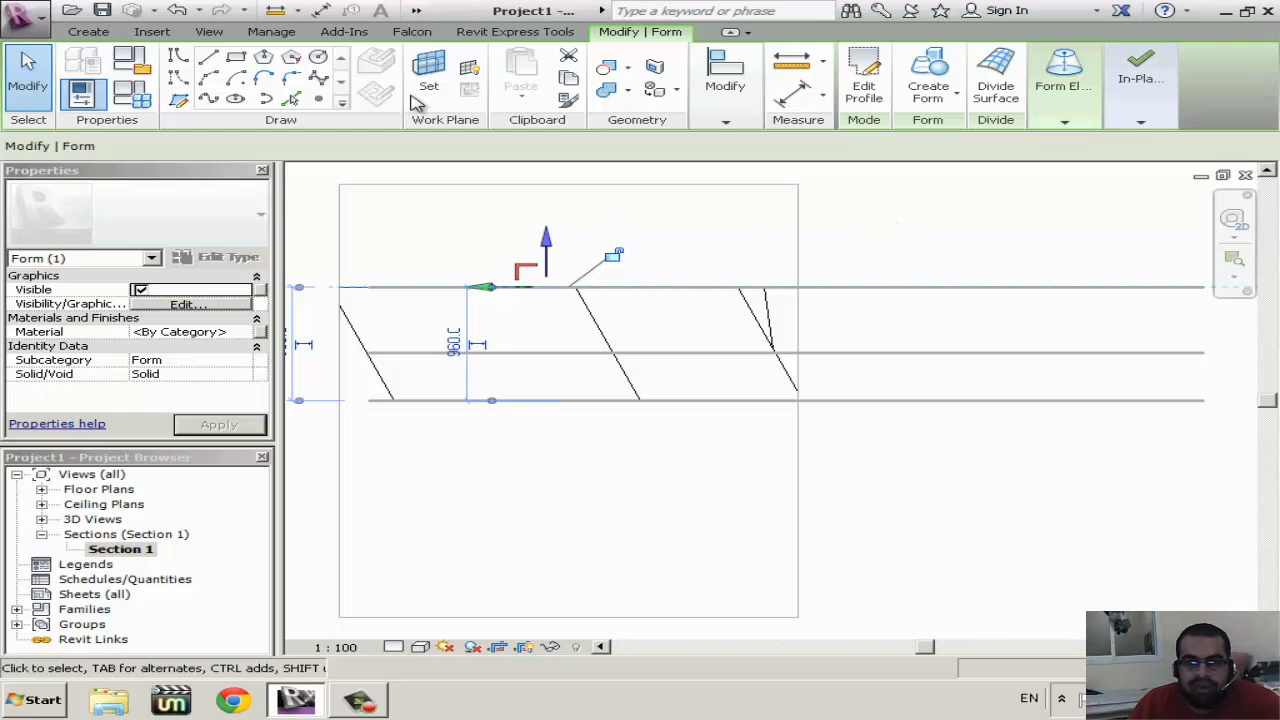 Project1 -...
Type a keyword or phrase
Sign In
Create
Insert
View
Manage
Add-Ins
Falcon
Revit Express Tools
Modify | Form
Modify
Set
Paste
Modify
Edit Profile
Create Form
Divide Surface
Form El...
In-Pla...
Select
Properties
Draw
Work Plane
Clipboard
Geometry
Measure
Mode
Form
Divide
Modify | Form
Properties
Form (1)
Edit Type
Graphics
Visible
Visibility/Graphic...
Edit...
Materials and Finishes
Material
<By Category>
Identity Data
Subcategory
Form
Solid/Void
Solid
Properties help
Apply
Project1 - Project Browser
Views (all)
Floor Plans
Ceiling Plans
3D Views
Sections (Section 1)
Section 1
Legends
Schedules/Quantities
Sheets (all)
Families
Groups
Revit Links
960.0
2D
1 : 100
Click to select, TAB for alternates, CTRL adds, SHIFT
Start
um
EN